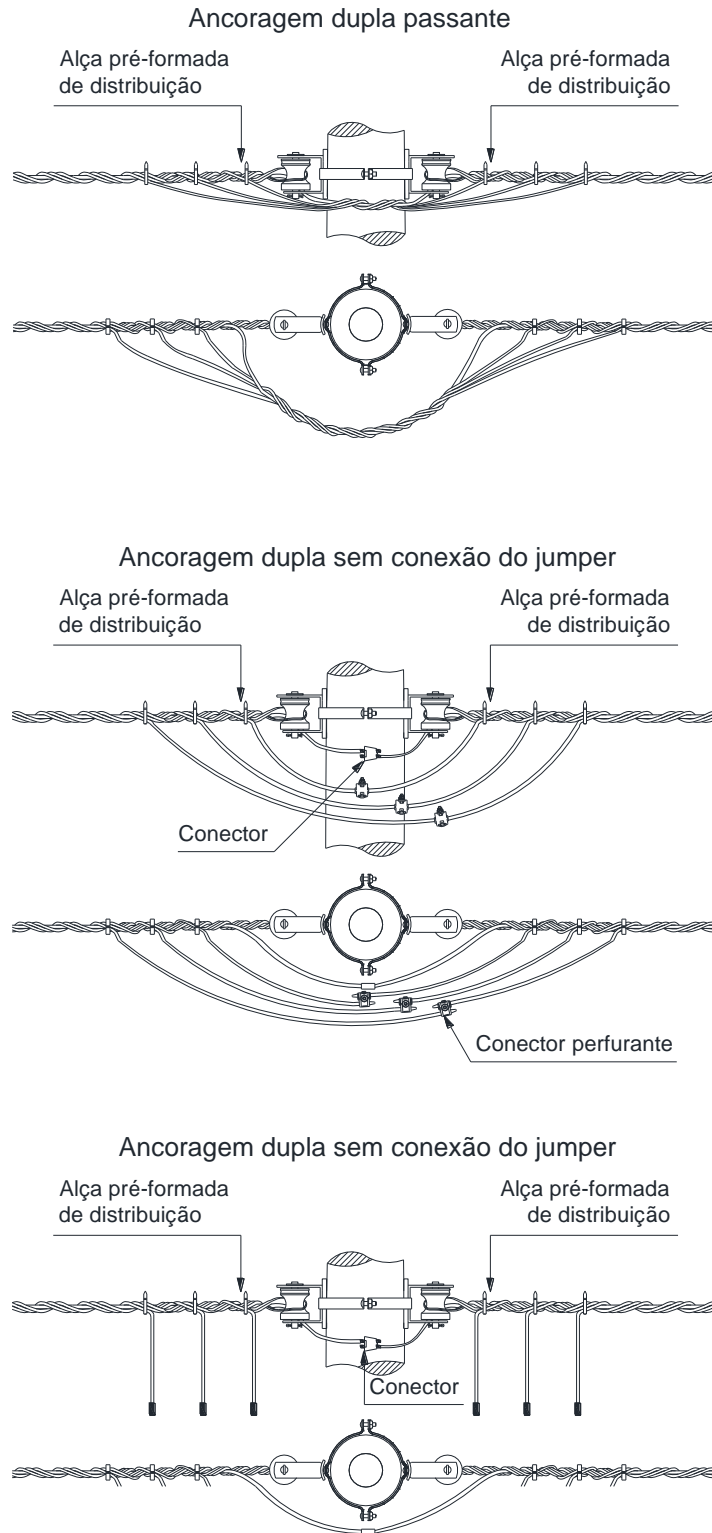 Ancoragem dupla passante
Alça pré-formada
de distribuição
Alça pré-formada
de distribuição
Ancoragem dupla sem conexão do jumper
Alça pré-formada
de distribuição
Alça pré-formada
de distribuição
Conector
Conector perfurante
Ancoragem dupla sem conexão do jumper
Alça pré-formada
de distribuição
Alça pré-formada
de distribuição
Conector